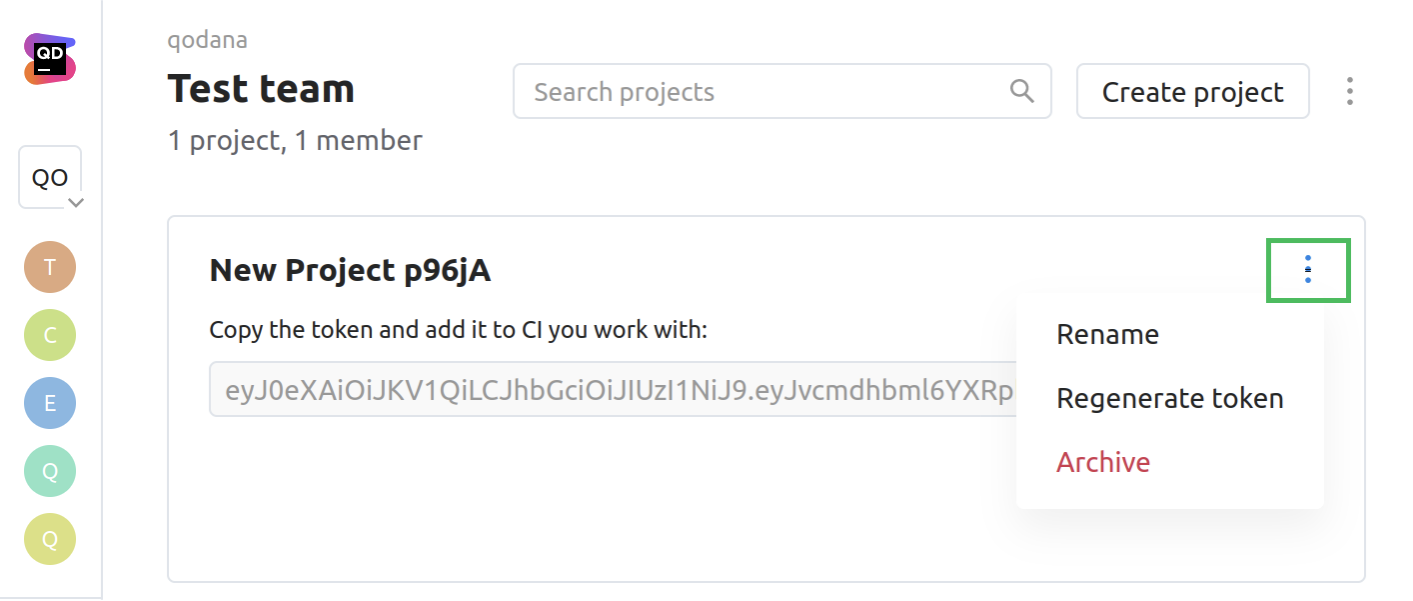 QD
qodana
Test team
Search projects
Create project
1 project, 1 member
QO
T
C
E
Q
Q
New Project p96jA
Copy the token and add it to CI you work with:
eyJ0eXAiOiJKV1QiLCJhbGciOiJIUzI1NiJ9.eyJvcmdhbml6YXRp
Rename
Regenerate token
Archive